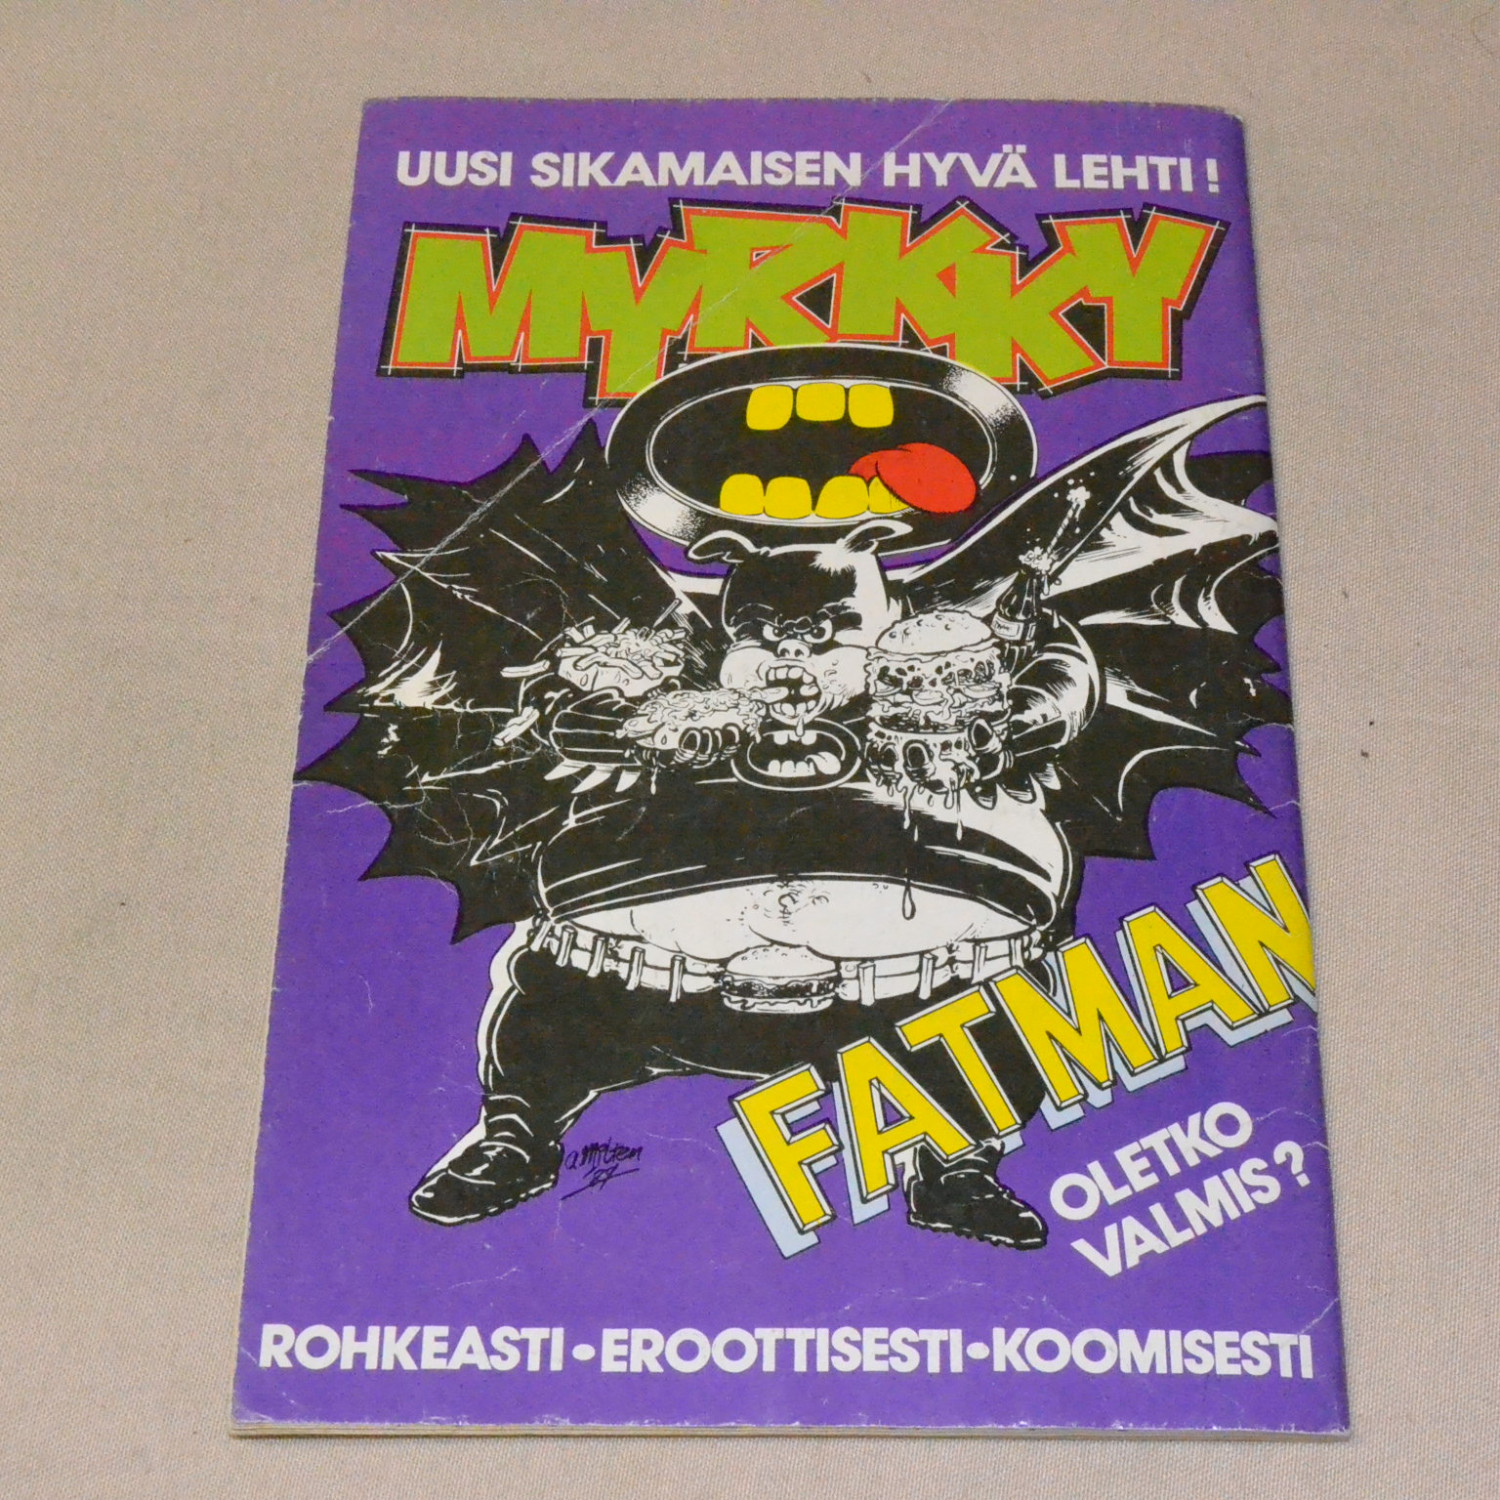 UUSI SIKAMAISEN HYVÄ LEHTI!
MYRKKY
FATMAN
OLETKO
VALMIS?
ROHKEASTI•EROOTTISESTI•KOOMISESTI